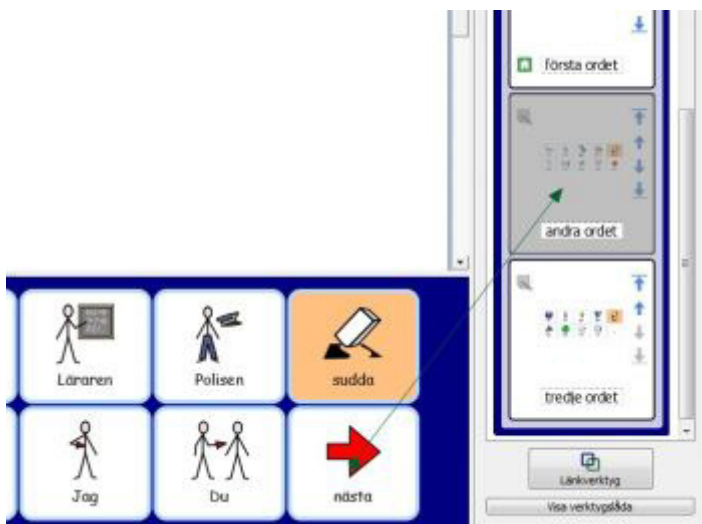 första ordet
andra ordet
tredje ordet
Läraren
Polisen
sudda
Jag
Du
nästa
Länkverktyg
Visa verktygslåda